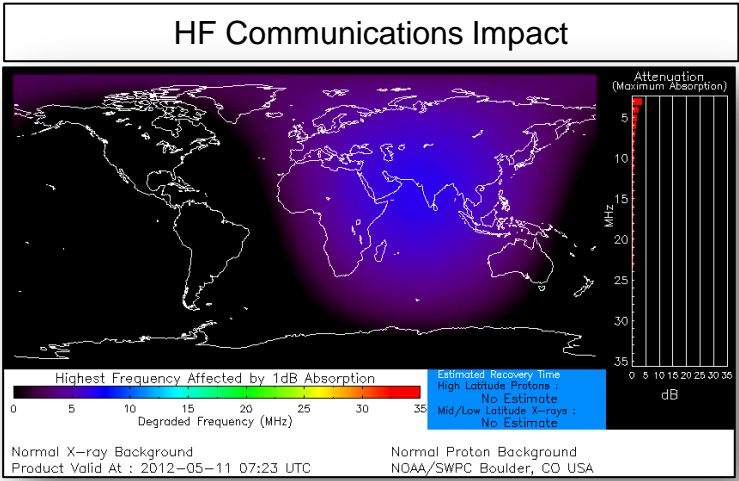 HF Communications Impact
Attenuation
(Maximum Absorption)
5
10
15
20
25
30
35
MHz
0 5 10 15 20 25 30 35
dB
Highest Frequency Affected by 1dB Absorption
0 5 10 15 20 25 30 35
Degraded Frequency (MHz)
Estimated Recovery Time
High Latitude Protons :
No Estimate
Mid/Low Latitude X-rays :
No Estimate
Normal X-ray Background
Normal Proton Background
Product Valid At : 2012-05-11 07:23 UTC
NOAA/SWPC Boulder, CO USA